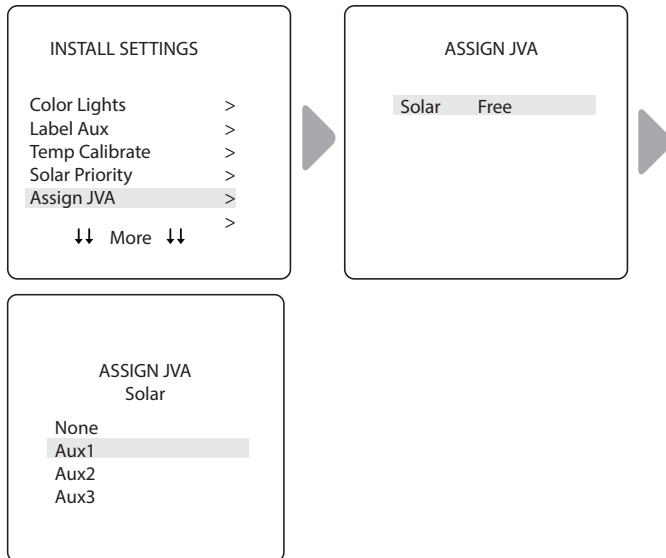 INSTALL SETTINGS
Color Lights >
Label Aux >
Temp Calibrate >
Solar Priority >
Assign JVA >
>
↓↓ More ↓↓
ASSIGN JVA
Solar Free
ASSIGN JVA
Solar
None
Aux1
Aux2
Aux3